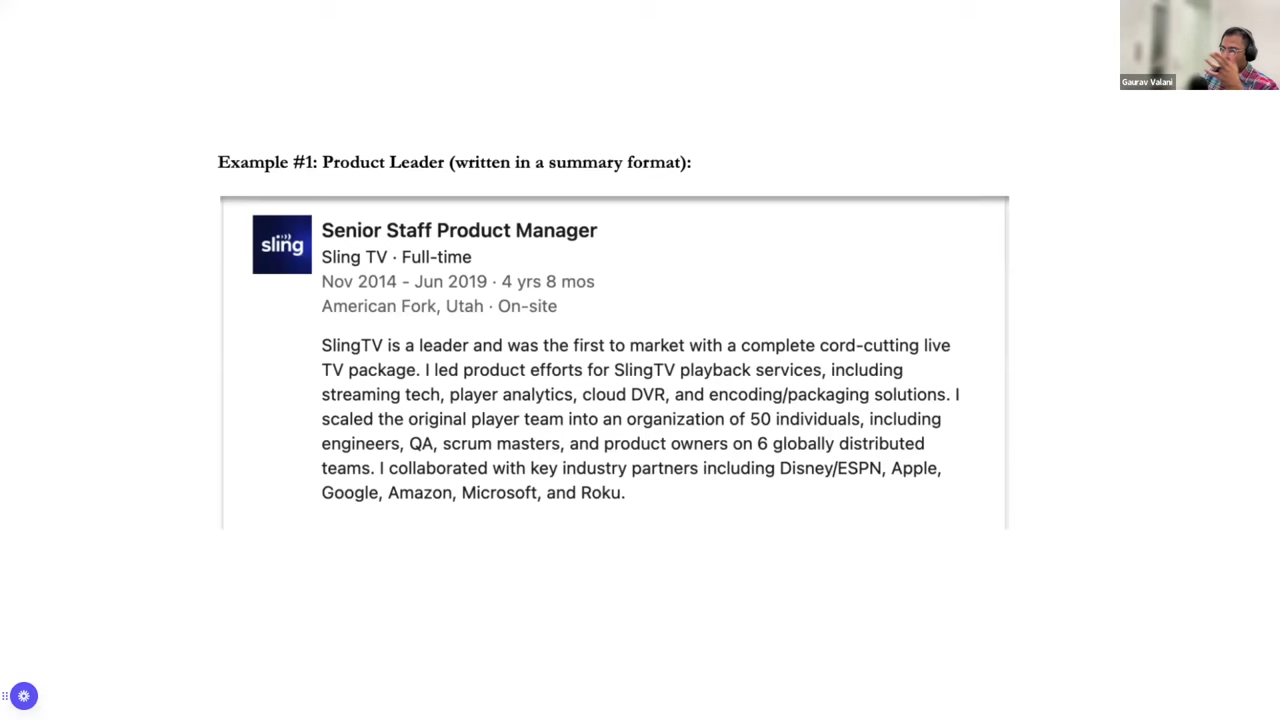 Gaurav Valani
Example #1: Product Leader (written in a summary format):
sling
Senior Staff Product Manager
Sling TV · Full-time
Nov 2014 - Jun 2019 · 4 yrs 8 mos
American Fork, Utah · On-site
SlingTV is a leader and was the first to market with a complete cord-cutting live
TV package. I led product efforts for SlingTV playback services, including
streaming tech, player analytics, cloud DVR, and encoding/packaging solutions. I
scaled the original player team into an organization of 50 individuals, including
engineers, QA, scrum masters, and product owners on 6 globally distributed
teams. I collaborated with key industry partners including Disney/ESPN, Apple,
Google, Amazon, Microsoft, and Roku.